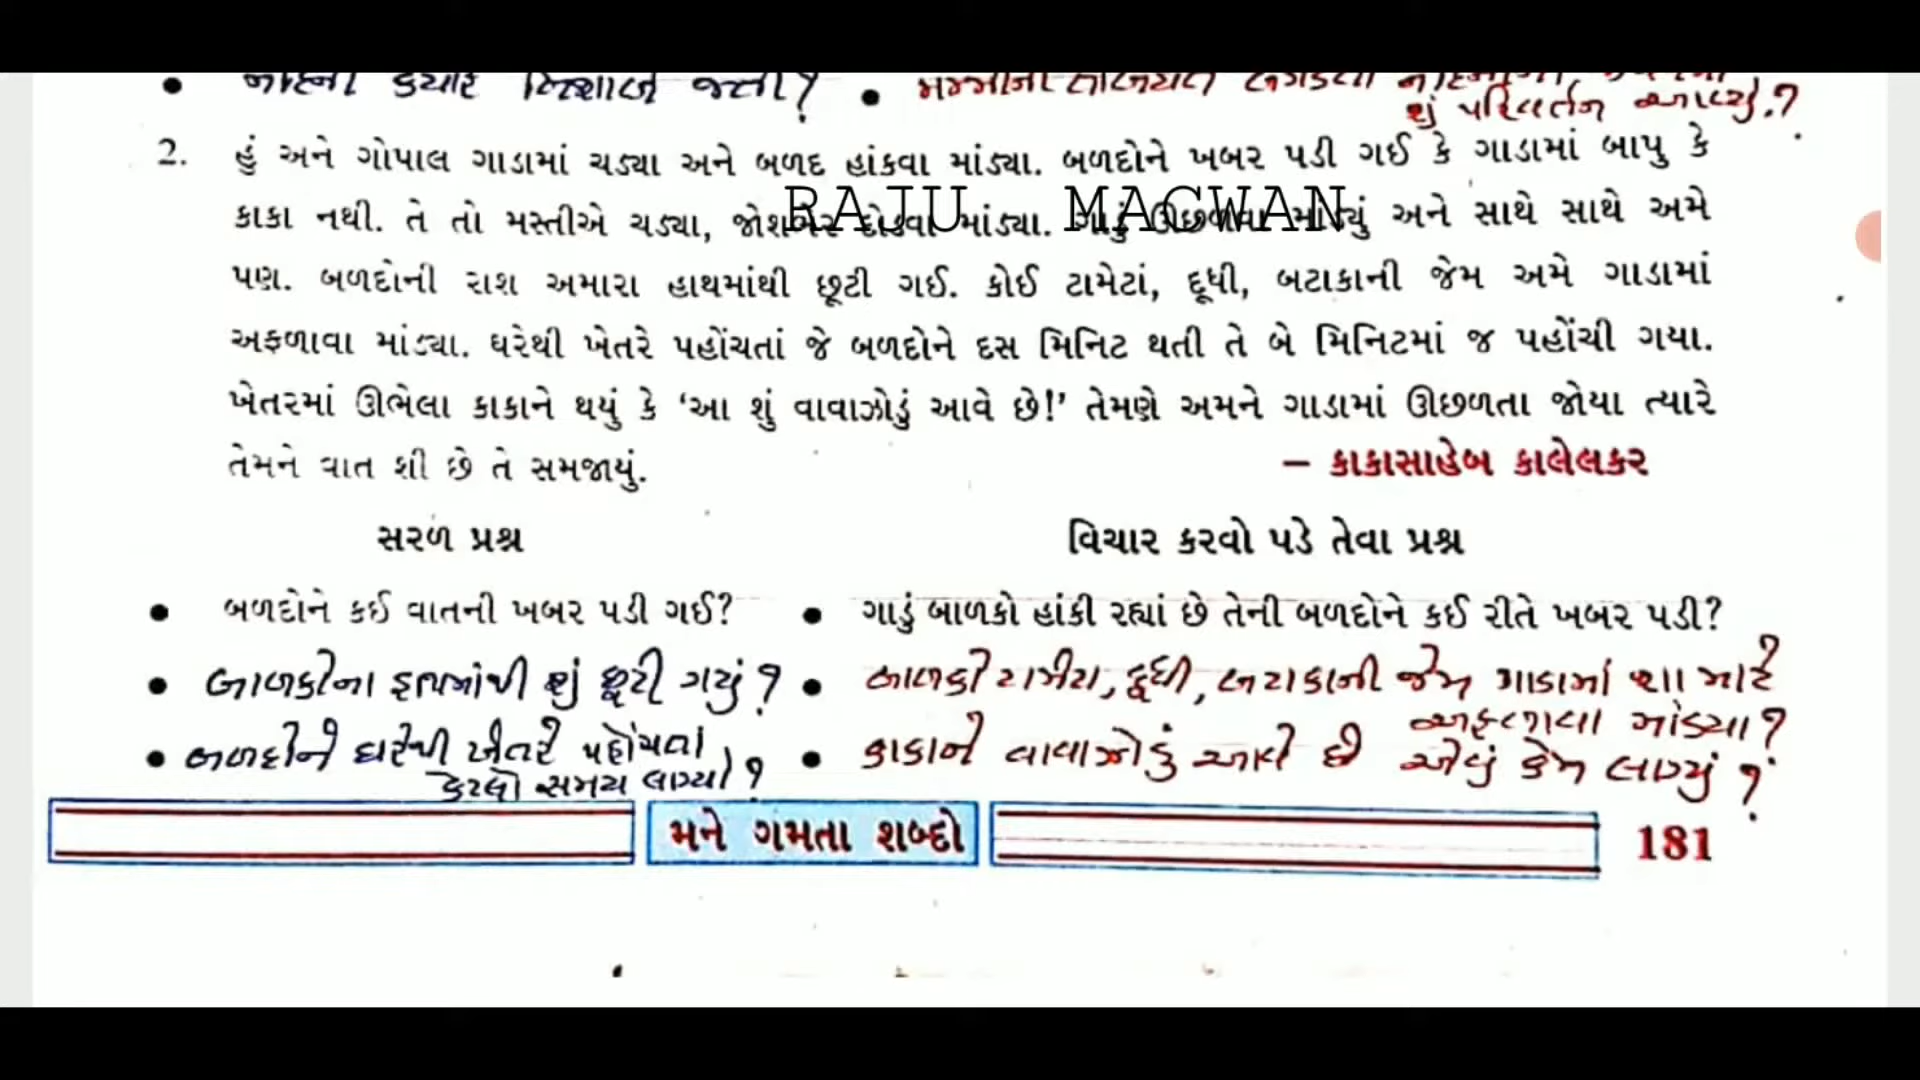 ક્યારે નિશાળે જતી?
શું પરિવર્તન આવ્યું.?
2. હું અને ગોપાલ ગાડામાં ચડ્યા અને બળદ હાંકવા માંડ્યા. બળદોને ખબર પડી ગઈ કે ગાડામાં બાપુ કે
કાકા નથી. તે તો મસ્તીએ ચડ્યા, જોશભેર દોડવા માંડ્યા. ગાડું ઊછળવા માંડ્યું અને સાથે સાથે અમે
RAJU MAGWAN
પણ. બળદોની રાશ અમારા હાથમાંથી છૂટી ગઈ. કોઈ ટામેટાં, દૂધી, બટાકાની જેમ અમે ગાડામાં
અફળાવા માંડ્યા. ઘરેથી ખેતરે પહોંચતાં જે બળદોને દસ મિનિટ થતી તે બે મિનિટમાં જ પહોંચી ગયા.
ખેતરમાં ઊભેલા કાકાને થયું કે ‘આ શું વાવાઝોડું આવે છે!’ તેમણે અમને ગાડામાં ઊછળતા જોયા ત્યારે
તેમને વાત શી છે તે સમજાયું.
– કાકાસાહેબ કાલેલકર
સરળ પ્રશ્ન
વિચાર કરવો પડે તેવા પ્રશ્ન
• બળદોને કઈ વાતની ખબર પડી ગઈ?
• ગાડું બાળકો હાંકી રહ્યાં છે તેની બળદોને કઈ રીતે ખબર પડી?
• બાળકોના હાથમાંથી શું છૂટી ગયું?
• બાળકો ટામેટા, દૂધી, બટાકાની જેમ ગાડામાં શા માટે
અફળાવા માંડ્યા?
• બળદોને ઘરેથી ખેતરે પહોંચતાં
કેટલો સમય લાગ્યો?
• કાકાને વાવાઝોડું આવે છે એવું કેમ લાગ્યું?
મને ગમતા શબ્દો
181